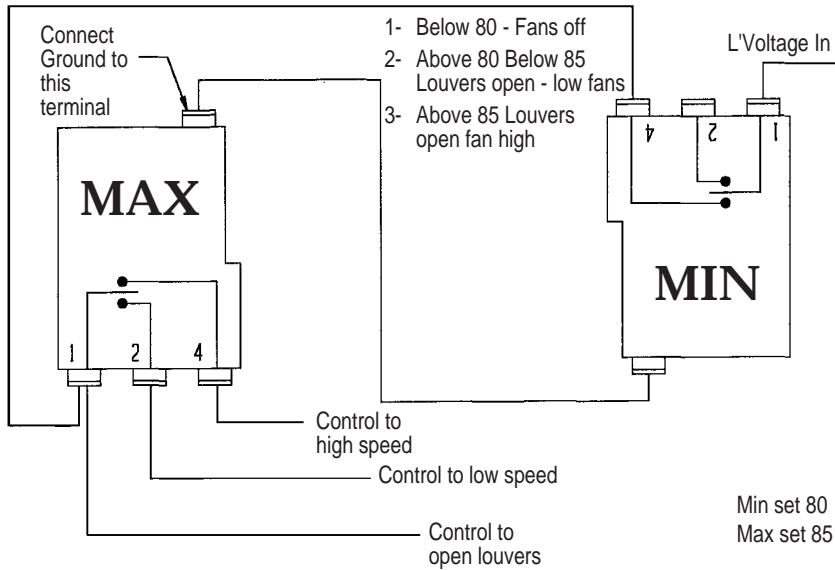 Connect
Ground to
this
terminal
1- Below 80 - Fans off
2- Above 80 Below 85
Louvers open - low fans
3- Above 85 Louvers
open fan high
L'Voltage In
MAX
1 2 4
4 2 1
MIN
Control to
high speed
Control to low speed
Control to
open louvers
Min set 80
Max set 85